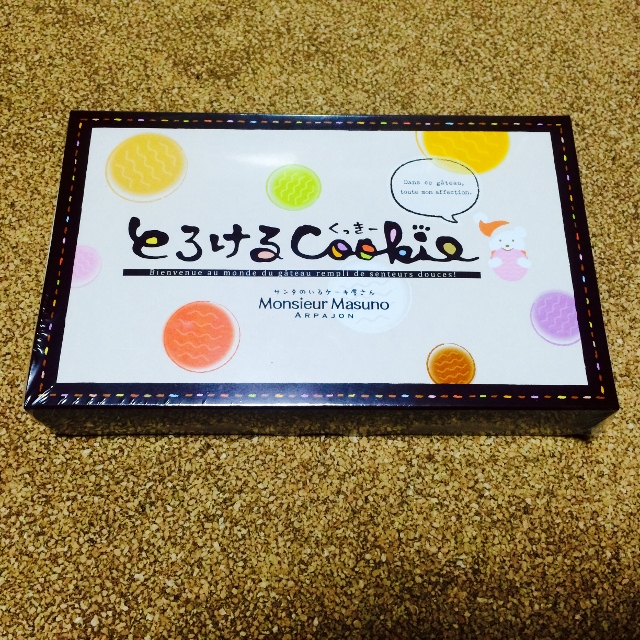 Dans ce gâteau,
toute mon affection.
くっきー
とろけるCookie
Bienvenue au monde du gâteau rempli de senteurs douces!
サンタのいるケーキ屋さん
Monsieur Masuno
ARPAJON